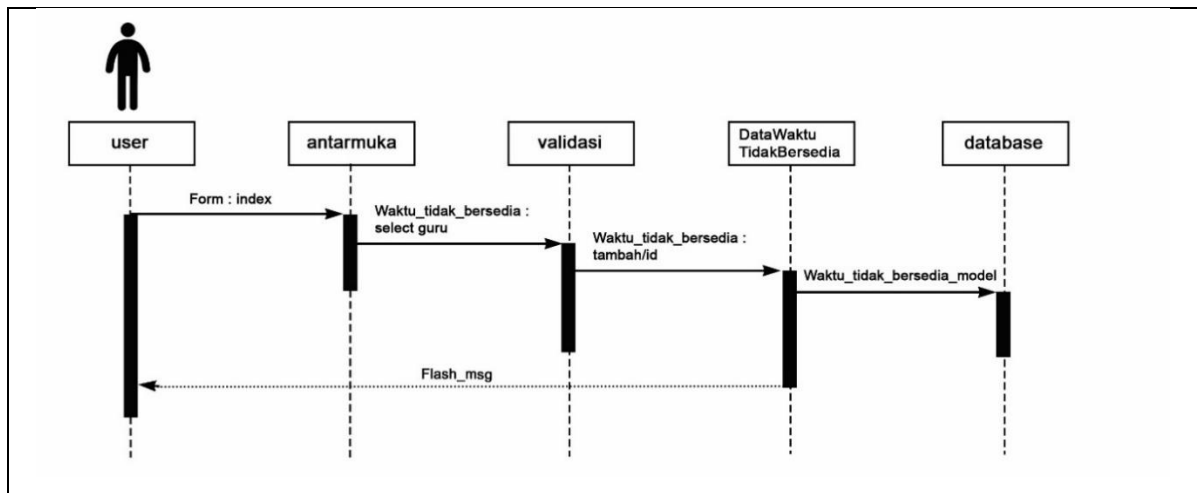 user
antarmuka
validasi
DataWaktu
TidakBersedia
database
Form : index
Waktu_tidak_bersedia :
select guru
Waktu_tidak_bersedia :
tambah/id
Waktu_tidak_bersedia_model
Flash_msg